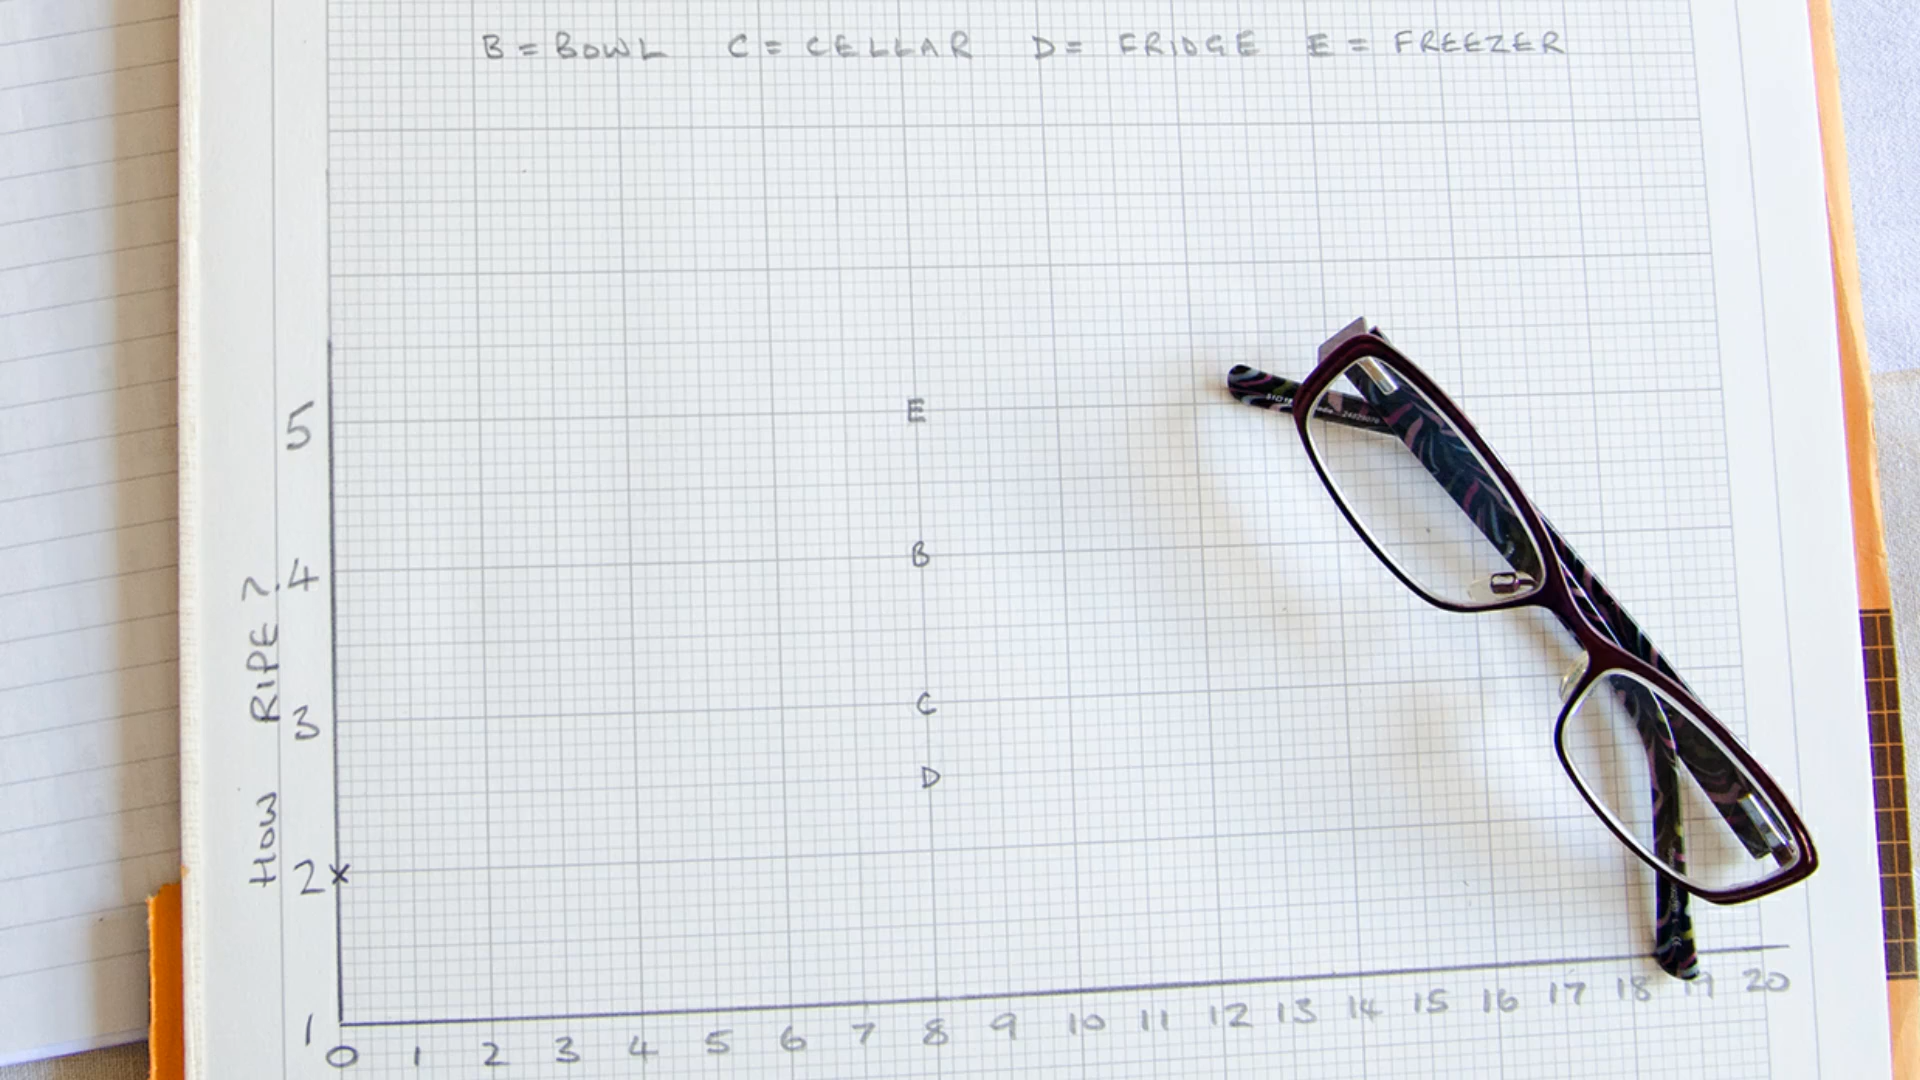 B = BOWL C = CELLAR D = FRIDGE E = FREEZER
HOW RIPE ?
5
4
3
2
1
E
B
C
D
x
0 1 2 3 4 5 6 7 8 9 10 11 12 13 14 15 16 17 18 19 20